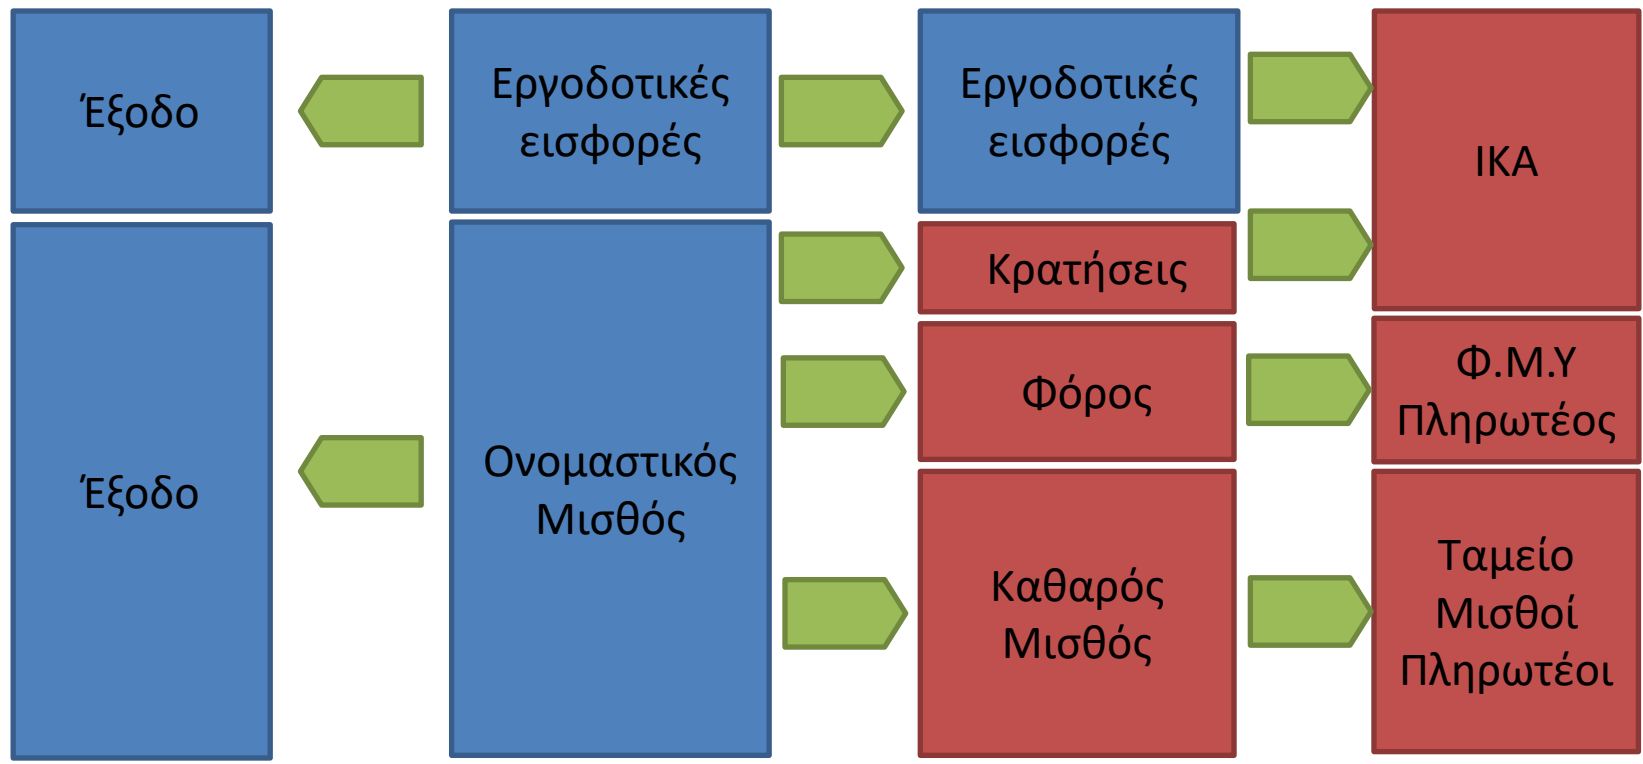 Έξοδο
Εργοδοτικές
εισφορές
Εργοδοτικές
εισφορές
ΙΚΑ
Κρατήσεις
Έξοδο
Ονομαστικός
Μισθός
Φόρος
Φ.Μ.Υ
Πληρωτέος
Καθαρός
Μισθός
Ταμείο
Μισθοί
Πληρωτέοι